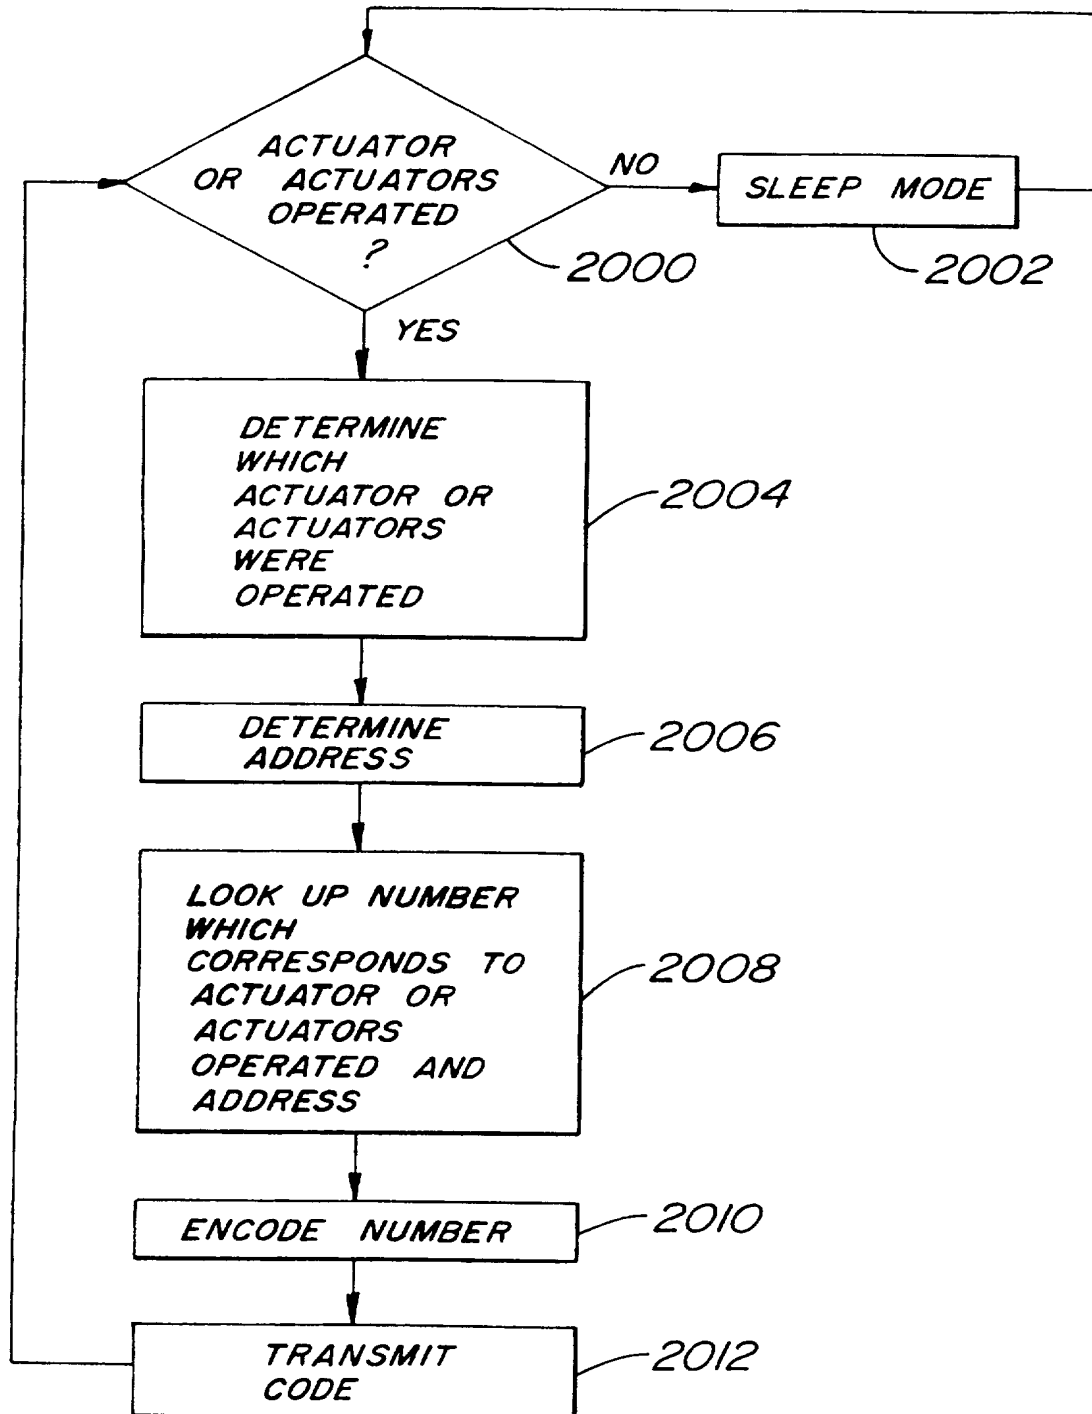 ACTUATOR
OR ACTUATORS
OPERATED
?
2000
NO
SLEEP MODE
2002
YES
DETERMINE
WHICH
ACTUATOR OR
ACTUATORS
WERE
OPERATED
2004
DETERMINE
ADDRESS
2006
LOOK UP NUMBER
WHICH
CORRESPONDS TO
ACTUATOR OR
ACTUATORS
OPERATED AND
ADDRESS
2008
ENCODE NUMBER
2010
TRANSMIT
CODE
2012